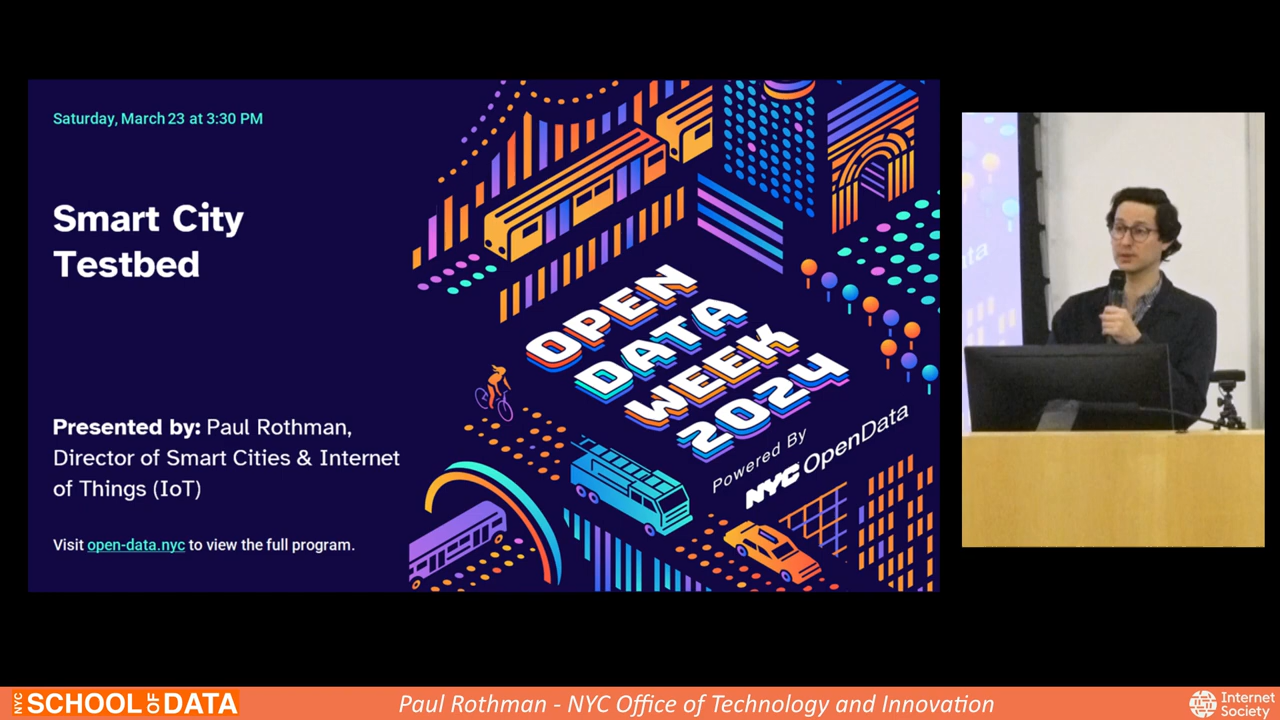 Saturday, March 23 at 3:30 PM
Smart City
Testbed
Presented by: Paul Rothman,
Director of Smart Cities & Internet
of Things (IoT)
Visit open-data.nyc to view the full program.
OPEN
DATA
WEEK
2024
Powered By
NYC OpenData
ata
NYC SCHOOL OF DATA
Paul Rothman - NYC Office of Technology and Innovation
Internet
Society